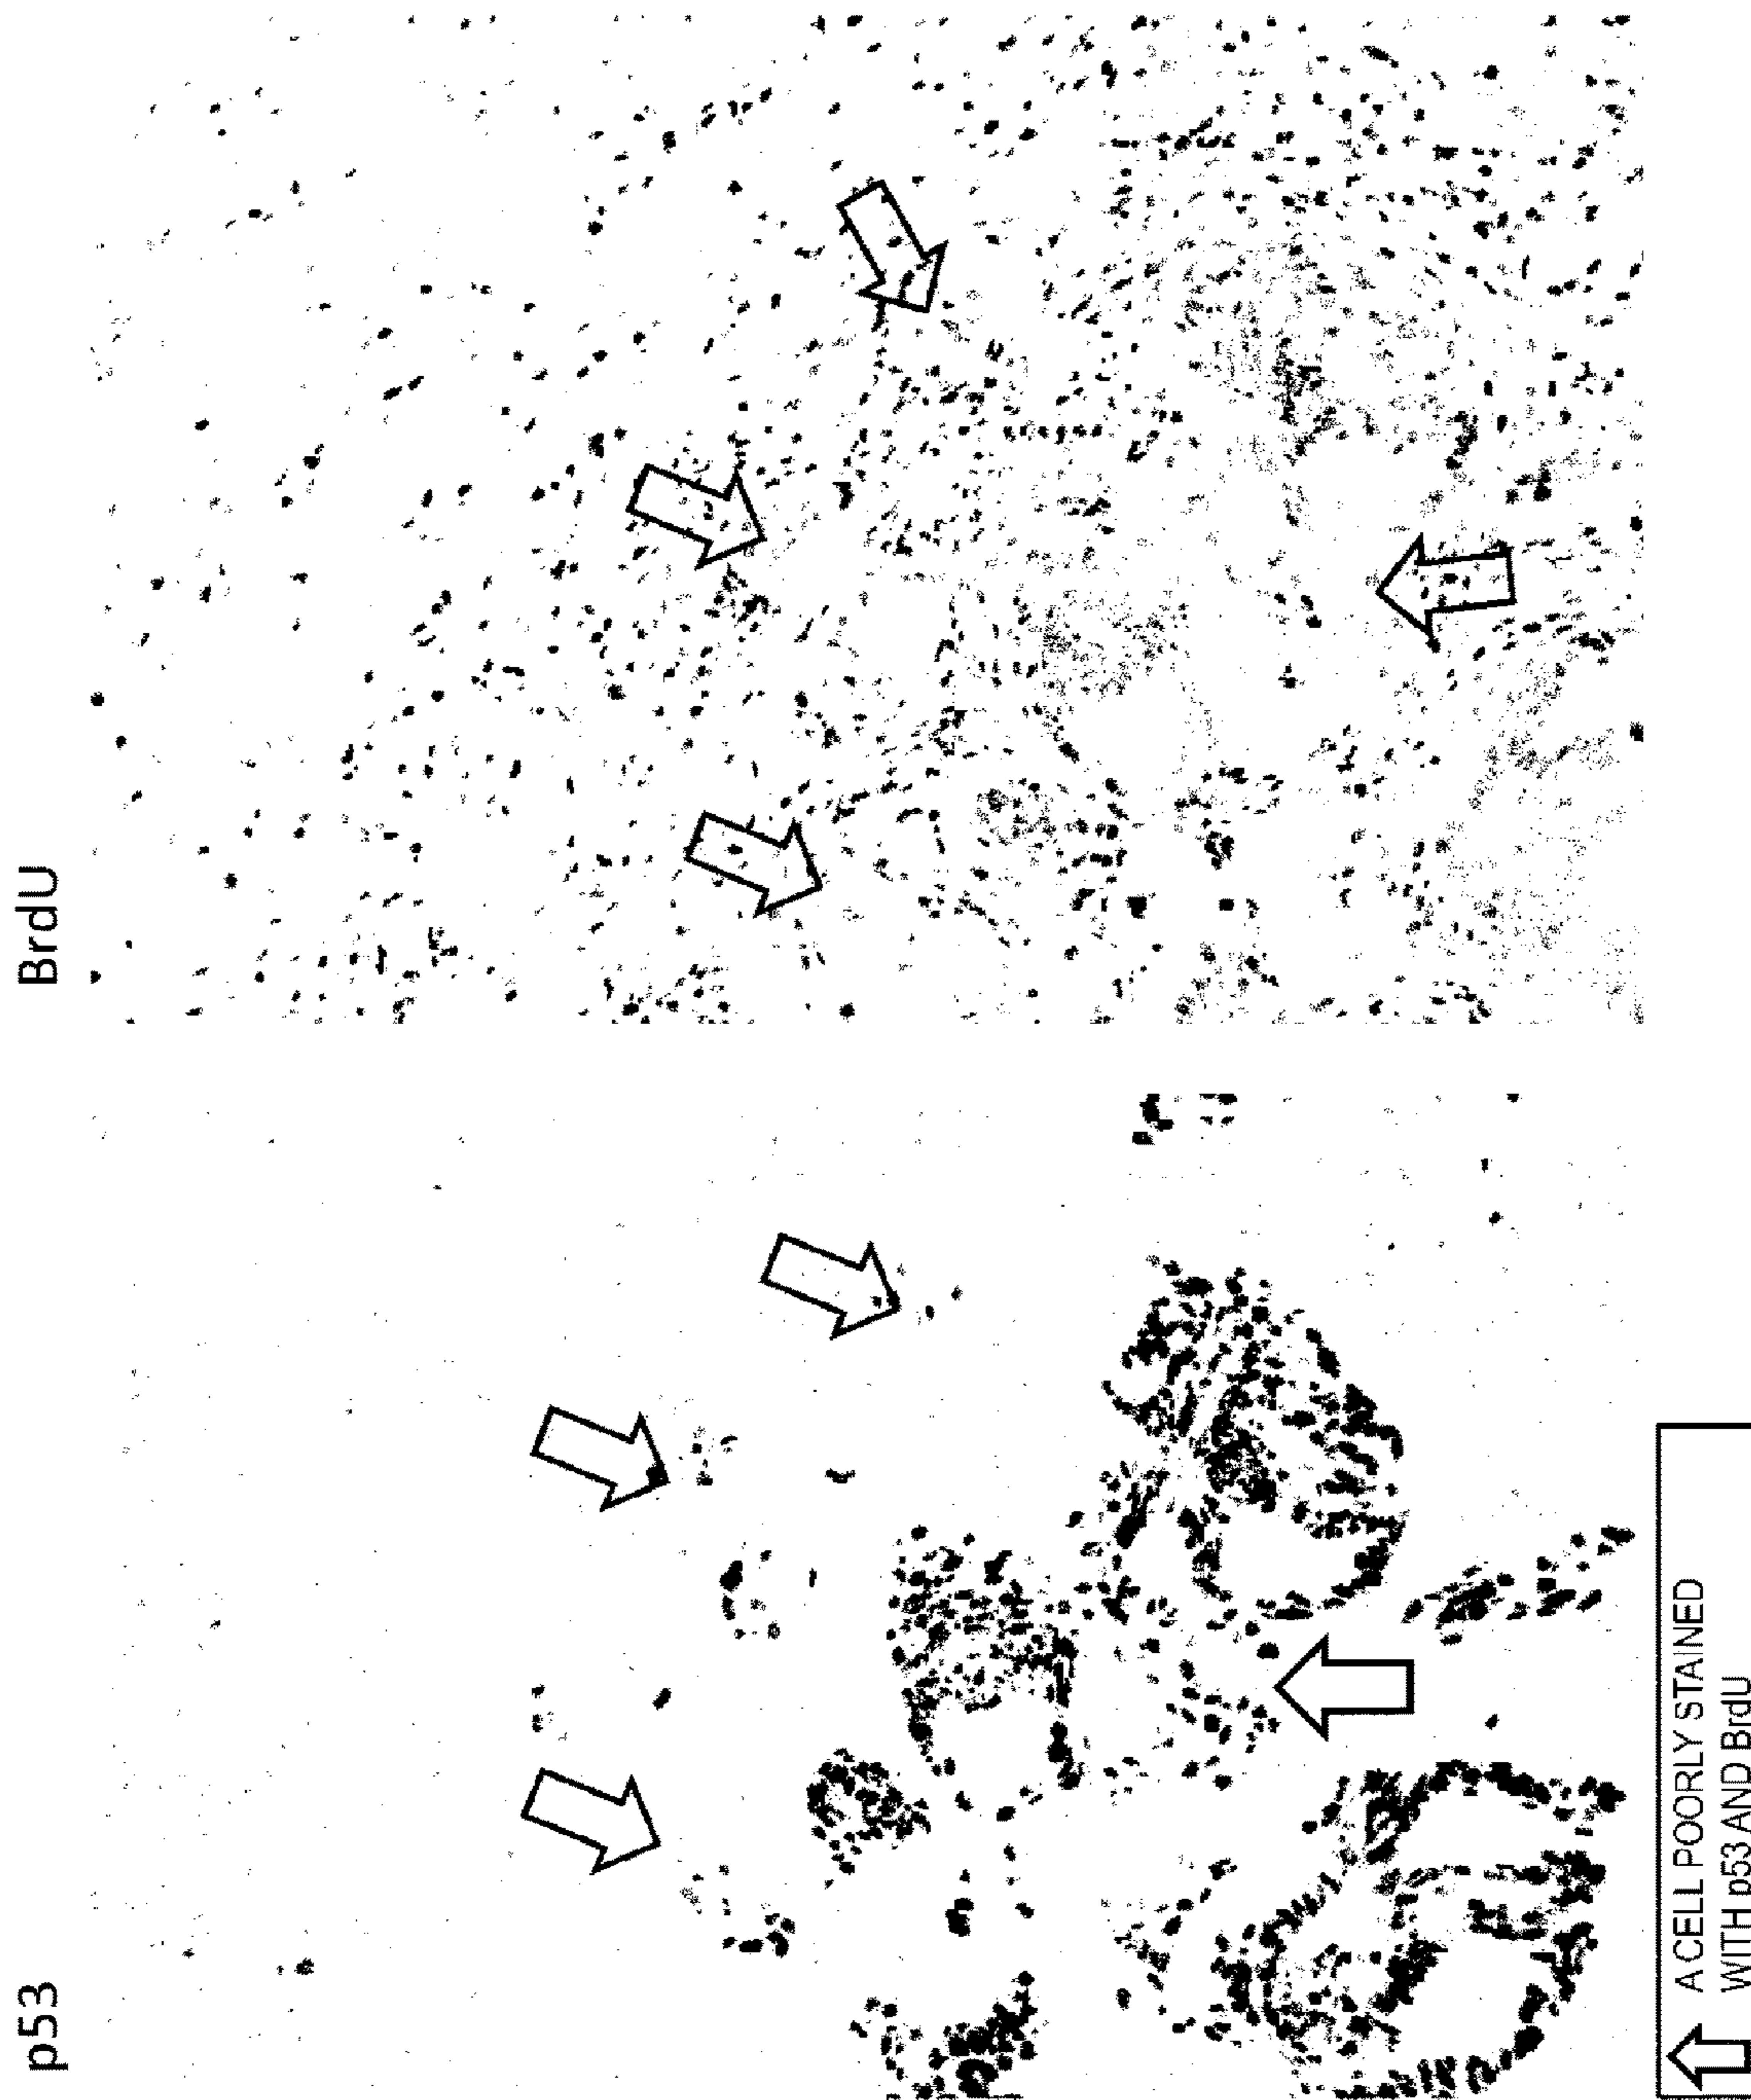 p53
BrdU
A CELL POORLY STAINED
WITH p53 AND BrdU